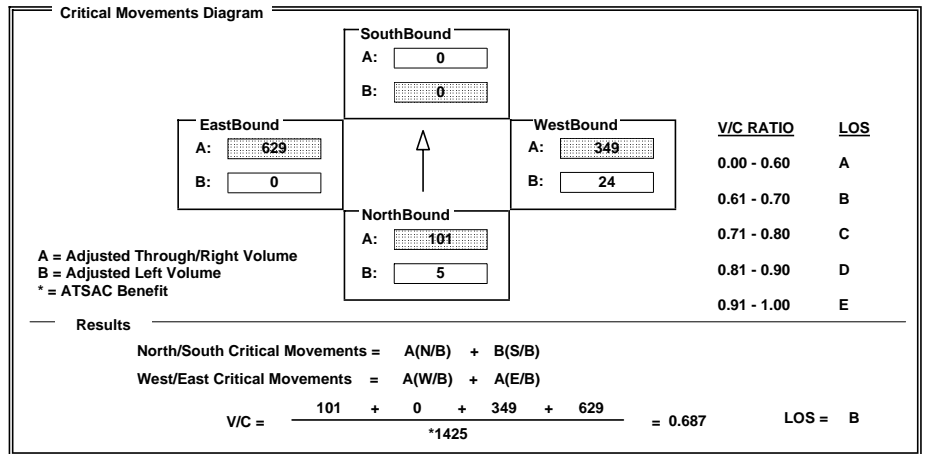 Critical Movements Diagram
SouthBound
A: 0
B: 0
EastBound
A: 629
B: 0
WestBound
A: 349
B: 24
NorthBound
A: 101
B: 5
V/C RATIO LOS
0.00 - 0.60 A
0.61 - 0.70 B
0.71 - 0.80 C
0.81 - 0.90 D
0.91 - 1.00 E
A = Adjusted Through/Right Volume
B = Adjusted Left Volume
* = ATSAC Benefit
Results
North/South Critical Movements = A(N/B) + B(S/B)
West/East Critical Movements = A(W/B) + A(E/B)
V/C = 101 + 0 + 349 + 629 = 0.687 LOS = B
*1425